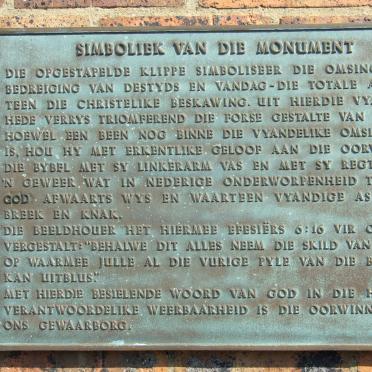 SIMBOLIEK VAN DIE MONUMENT
DIE OPGESTAPELDE KLIPPE SIMBOLISEER DIE OMSING
BEDREIGING VAN DESTYDS EN VANDAG-DIE TOTALE A
TEEN DIE CHRISTELIKE BESKAWING. UIT HIERDIE VYA
HEDE VERRYS TRIOMFEREND DIE FORSE GESTALTE VAN
HOEWEL EEN BEEN NOG BINNE DIE VYANDELIKE OMSI
IS, HOU HY MET ERKENTLIKE GELOOF AAN DIE OORW
DIE BYBEL MET SY LINKERARM VAS EN MET SY REGT
'N GEWEER WAT IN NEDERIGE ONDERWORPENHEID T
GOD AFWAARTS WYS EN WAARTEEN VYANDIGE AS
BREEK EN KNAK.
DIE BEELDHOUER HET HIERMEE EFESIËRS 6:16 VIR O
VERGESTALT: "BEHALWE DIT ALLES NEEM DIE SKILD VAN
OP WAARMEE JULLE AL DIE VURIGE PYLE VAN DIE B
KAN UITBLUS."
MET HIERDIE BESIELENDE WOORD VAN GOD IN DIE H
VERANTWOORDELIKE WEERBAARHEID IS DIE OORWINN
ONS GEWAARBORG.